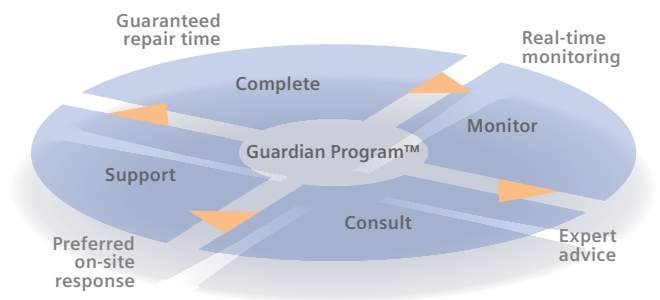 Guaranteed
repair time
Real-time
monitoring
Complete
Monitor
Guardian Program™
Support
Consult
Preferred
on-site
response
Expert
advice